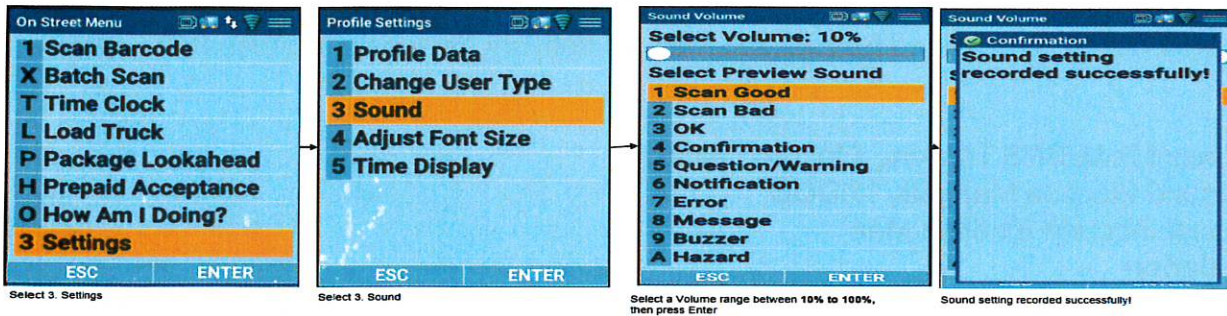 On Street Menu
1 Scan Barcode
X Batch Scan
T Time Clock
L Load Truck
P Package Lookahead
H Prepaid Acceptance
O How Am I Doing?
3 Settings
ESC ENTER
Select 3. Settings
Profile Settings
1 Profile Data
2 Change User Type
3 Sound
4 Adjust Font Size
5 Time Display
ESC ENTER
Select 3. Sound
Sound Volume
Select Volume: 10%
Select Preview Sound
1 Scan Good
2 Scan Bad
3 OK
4 Confirmation
5 Question/Warning
6 Notification
7 Error
8 Message
9 Buzzer
A Hazard
ESC ENTER
Select a Volume range between 10% to 100%,
then press Enter
Sound Volume
Confirmation
Sound setting
recorded successfully!
Sound setting recorded successfully!